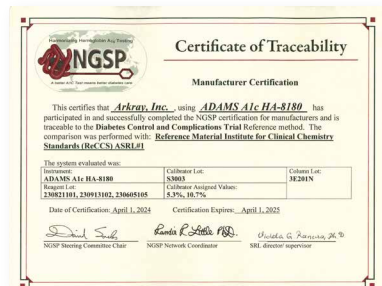 Harmonizing Hemoglobin A1c Testing
NGSP
A better A1C Test means better diabetes care
Certificate of Traceability
Manufacturer Certification
This certifies that Arkray, Inc. , using ADAMS A1c HA-8180 has
participated in and successfully completed the NGSP certification for manufacturers and is
traceable to the Diabetes Control and Complications Trial Reference method. The
comparison was performed with: Reference Material Institute for Clinical Chemistry
Standards (ReCCS) ASRL#1
The system evaluated was:
Instrument: Calibrator Lot: Column Lot:
ADAMS A1c HA-8180 S3003 3E201N
Reagent Lot: Calibrator Assigned Values:
230821101, 230913102, 230605105 5.3%, 10.7%
Date of Certification: April 1, 2024 Certification Expires: April 1, 2025
NGSP Steering Committee Chair NGSP Network Coordinator SRL director/ supervisor